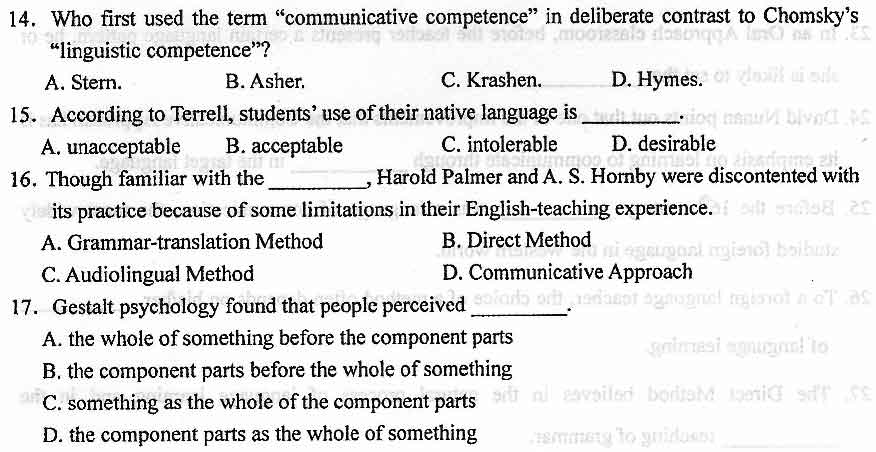 14. Who first used the term “communicative competence” in deliberate contrast to Chomsky’s
“linguistic competence”?
A. Stern. B. Asher. C. Krashen. D. Hymes.
15. According to Terrell, students’ use of their native language is __________.
A. unacceptable B. acceptable C. intolerable D. desirable
16. Though familiar with the __________, Harold Palmer and A. S. Hornby were discontented with
its practice because of some limitations in their English-teaching experience.
A. Grammar-translation Method B. Direct Method
C. Audiolingual Method D. Communicative Approach
17. Gestalt psychology found that people perceived __________.
A. the whole of something before the component parts
B. the component parts before the whole of something
C. something as the whole of the component parts
D. the component parts as the whole of something